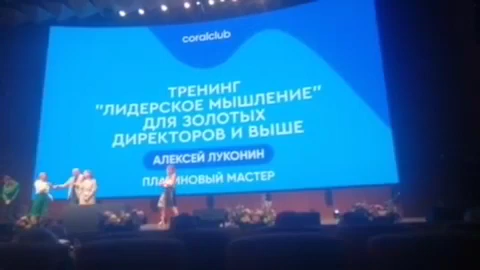 coralclub
ТРЕНИНГ
"ЛИДЕРСКОЕ МЫШЛЕНИЕ"
ДЛЯ ЗОЛОТЫХ
ДИРЕКТОРОВ И ВЫШЕ
АЛЕКСЕЙ ЛУКОНИН
ПЛАТИНОВЫЙ МАСТЕР